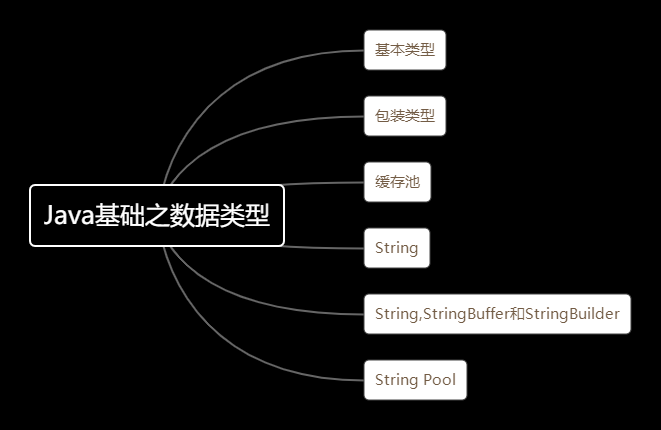 Java基础之数据类型
基本类型
包装类型
缓存池
String
String,StringBuffer和StringBuilder
String Pool